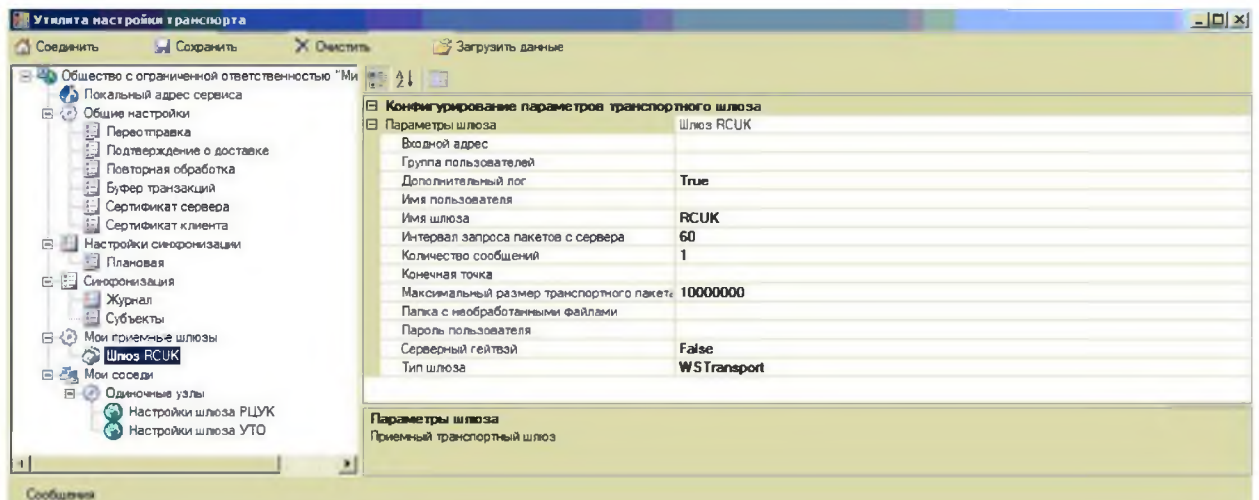 Утилита настройки транспорта
Соединить Сохранить Очистить Загрузить данные
Общество с ограниченной ответственностью "Ми
Локальный адрес сервиса
Общие настройки
Переотправка
Подтверждение о доставке
Повторная обработка
Буфер транзакций
Сертификат сервера
Сертификат клиента
Настройки синхронизации
Плановая
Синхронизация
Журнал
Субъекты
Мои приемные шлюзы
Шлюз RCUK
Мои соседи
Одиночные узлы
Настройки шлюза РЦУК
Настройки шлюза УТО
Конфигурирование параметров транспортного шлюза
Параметры шлюза Шлюз RCUK
Входной адрес
Группа пользователей
Дополнительный лог True
Имя пользователя
Имя шлюза RCUK
Интервал запроса пакетов с сервера 60
Количество сообщений 1
Конечная точка
Максимальный размер транспортного пакета 10000000
Папка с необработанными файлами
Пароль пользователя
Серверный гейтвэй False
Тип шлюза WSTransport
Параметры шлюза
Приемный транспортный шлюз
Сообщения